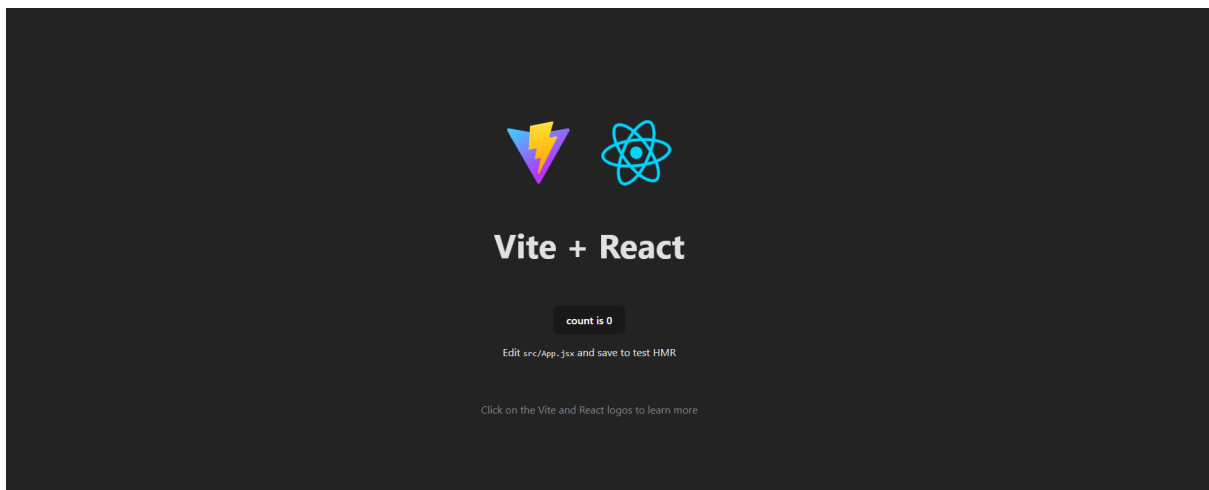 Vite + React
count is 0
Edit src/App.jsx and save to test HMR
Click on the Vite and React logos to learn more